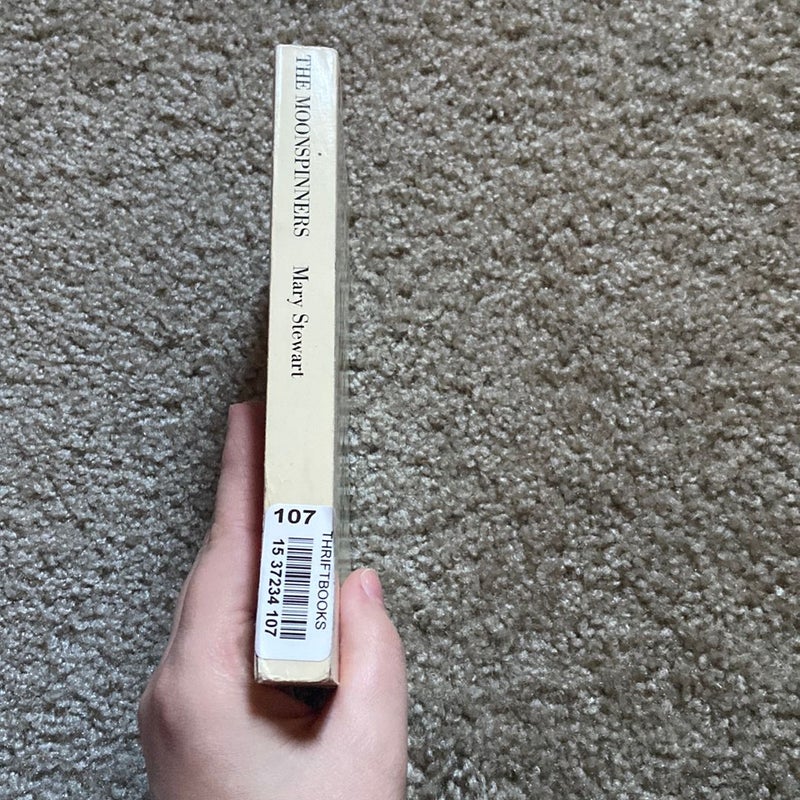 THE MOONSPINNERS Mary Stewart
107
THRIFTBOOKS
15 37234 107